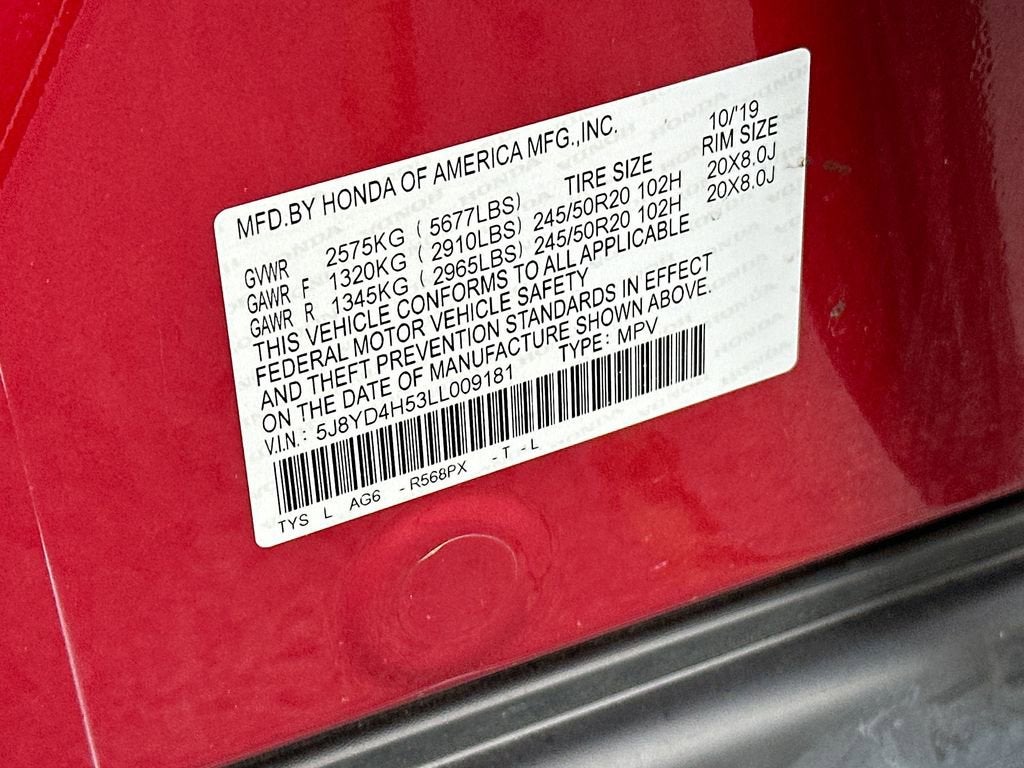 MFD.BY HONDA OF AMERICA MFG.,INC. 10/'19
TIRE SIZE RIM SIZE
GVWR 2575KG ( 5677LBS)
GAWR F 1320KG ( 2910LBS) 245/50R20 102H 20X8.0J
GAWR R 1345KG ( 2965LBS) 245/50R20 102H 20X8.0J
THIS VEHICLE CONFORMS TO ALL APPLICABLE
FEDERAL MOTOR VEHICLE SAFETY
AND THEFT PREVENTION STANDARDS IN EFFECT
ON THE DATE OF MANUFACTURE SHOWN ABOVE.
V.I.N.: 5J8YD4H53LL009181 TYPE: MPV
TYS L AG6 -R568PX -T -L